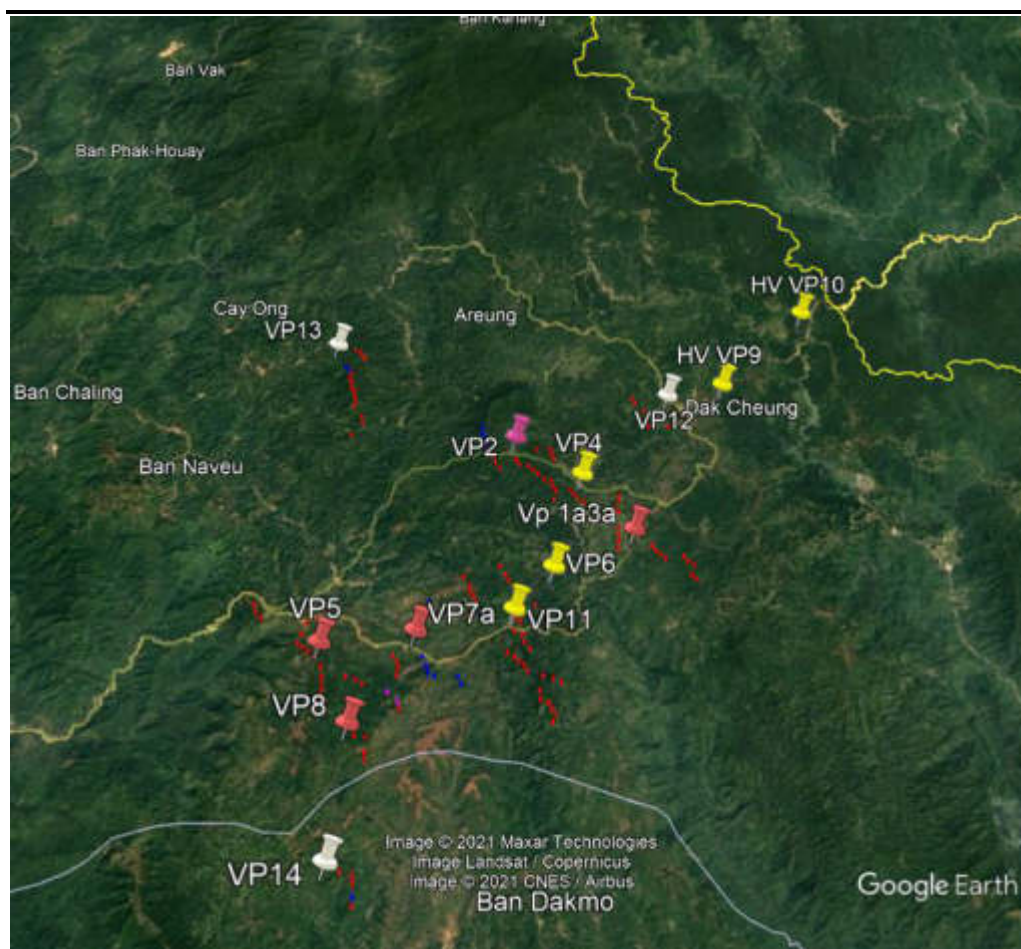 Ban Kanang
Ban Vak
Ban Phak-Houay
HV VP10
Cay Ong
Areung
VP13
HV VP9
Ban Chaling
Dak Cheung
VP12
VP2
VP4
Ban Naveu
Vp 1a3a
VP6
VP5
VP7a
VP11
VP8
Image © 2021 Maxar Technologies
Image Landsat / Copernicus
VP14
Image © 2021 CNES / Airbus
Google Earth
Ban Dakmo